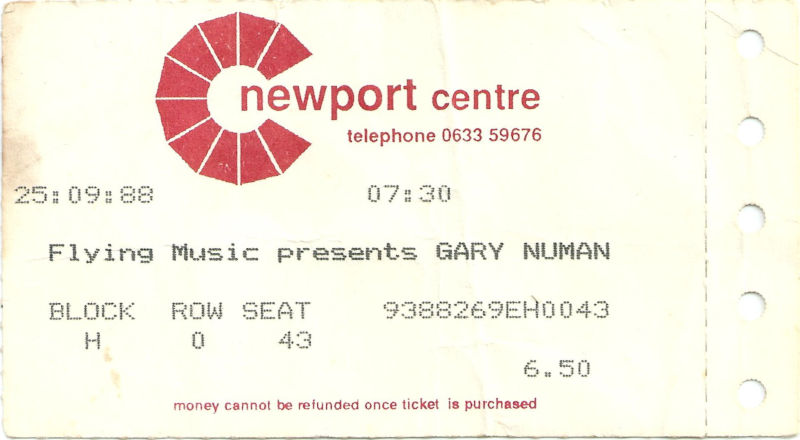 newport centre
telephone 0633 59676
25:09:88 07:30
Flying Music presents GARY NUMAN
BLOCK ROW SEAT 9388269EH0043
H O 43
6.50
money cannot be refunded once ticket is purchased